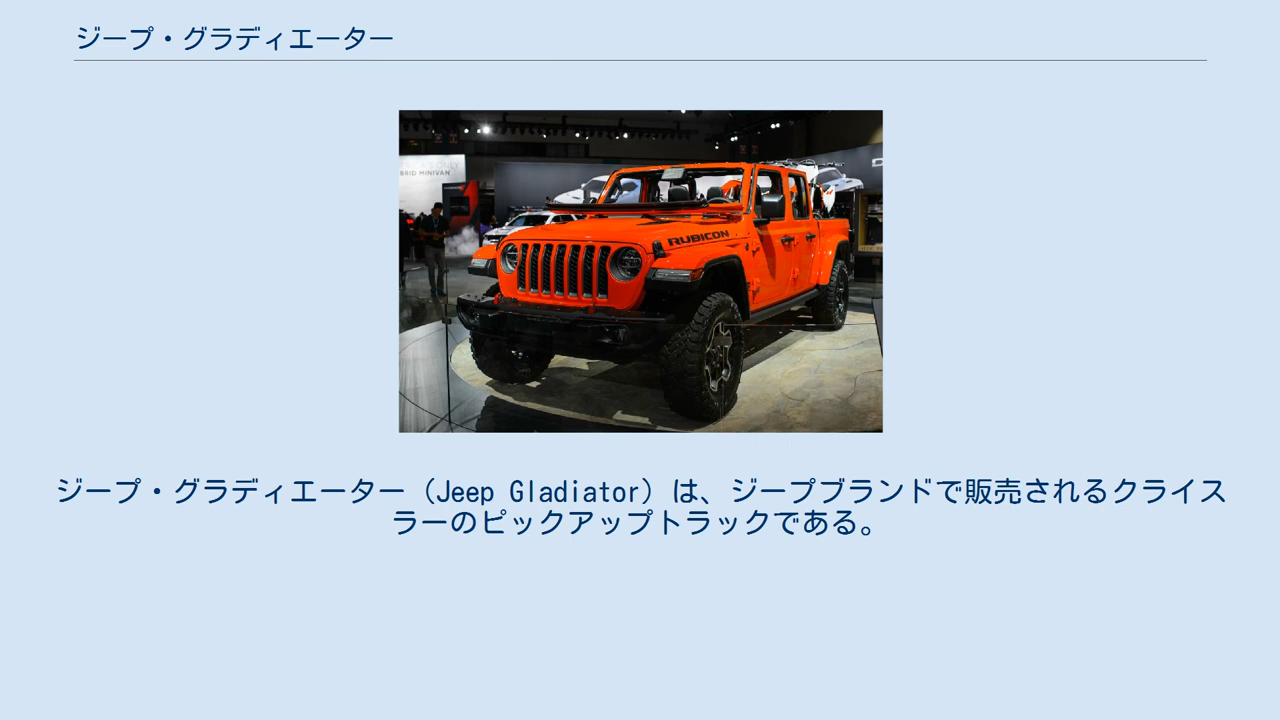 ジープ・グラディエーター
BRID MINIVAN
RUBICON
ジープ・グラディエーター（Jeep Gladiator）は、ジープブランドで販売されるクライス
ラーのピックアップトラックである。